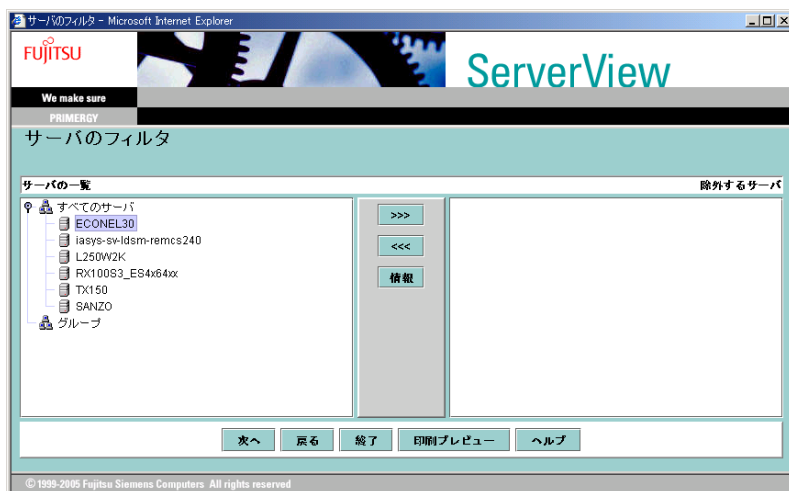 サーバのフィルタ - Microsoft Internet Explorer
FUJITSU
ServerView
We make sure
PRIMERGY
サーバのフィルタ
サーバの一覧
除外するサーバ
すべてのサーバ
ECONEL30
iasys-sv-ldsm-remcs240
L250W2K
RX100S3_ES4x64xx
TX150
SANZO
グループ
>>>
<<<
情報
次へ 戻る 終了 印刷プレビュー ヘルプ
© 1999-2005 Fujitsu Siemens Computers All rights reserved